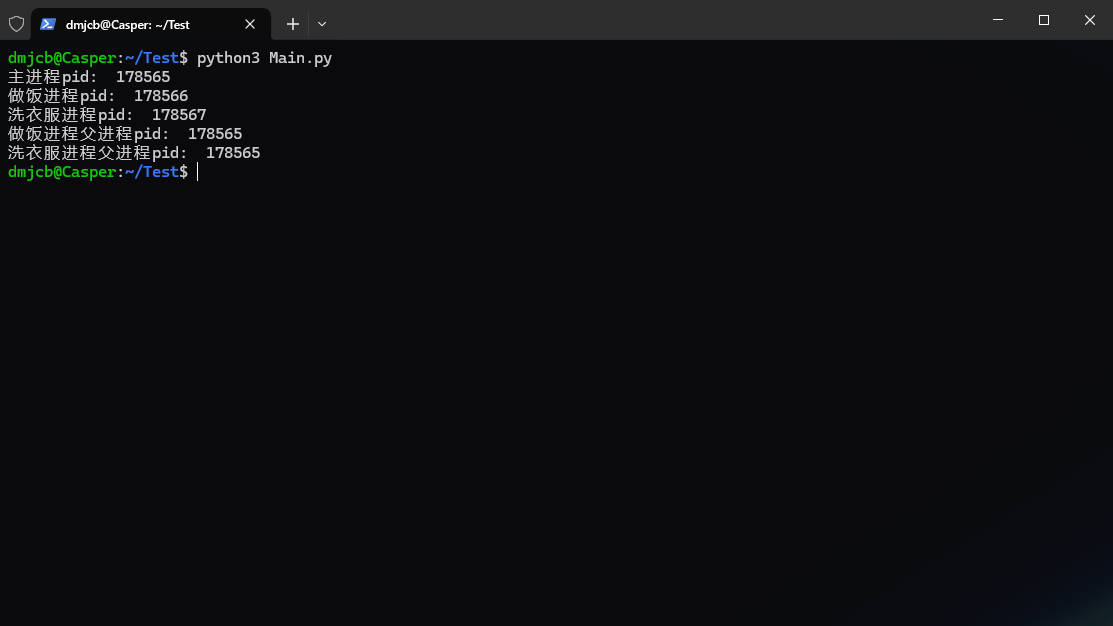 dmjcb@Casper: ~/Test
dmjcb@Casper:~/Test$ python3 Main.py
主进程pid:  178565
做饭进程pid:  178566
洗衣服进程pid:  178567
做饭进程父进程pid:  178565
洗衣服进程父进程pid:  178565
dmjcb@Casper:~/Test$